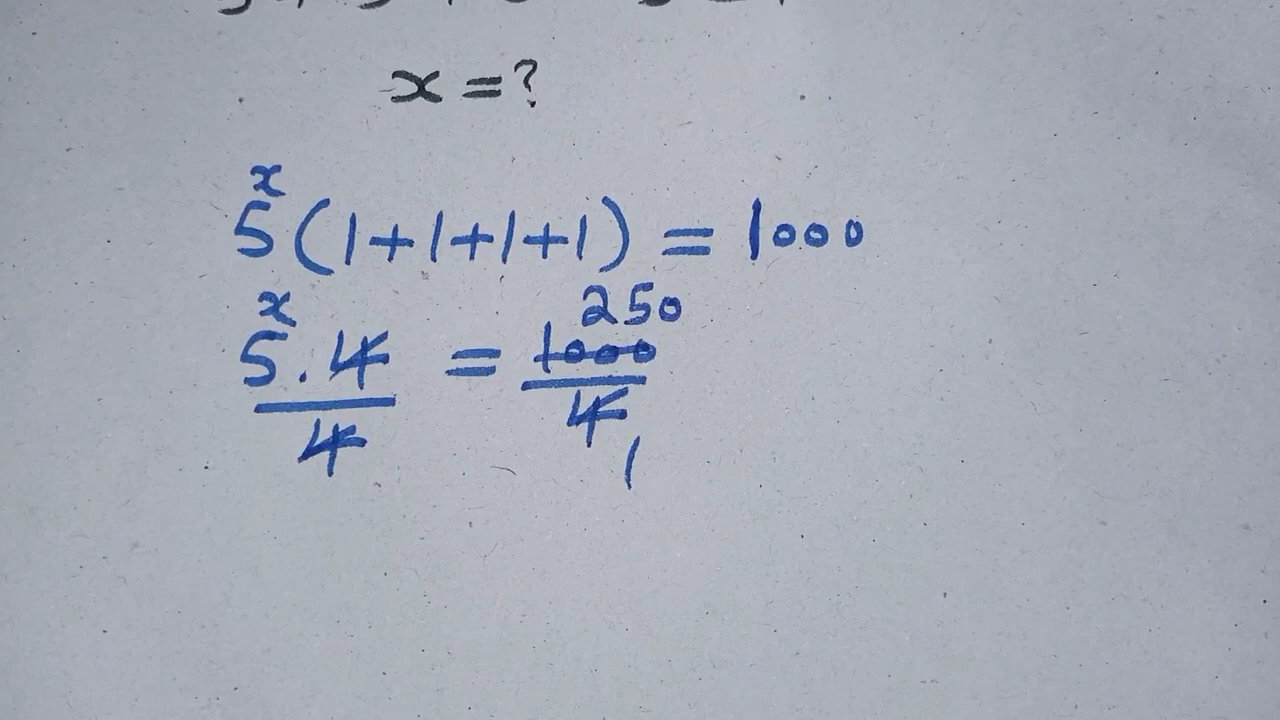 x = ?
5^x (1+1+1+1) = 1000
250
5^x . 4 = 1000
4 4
1